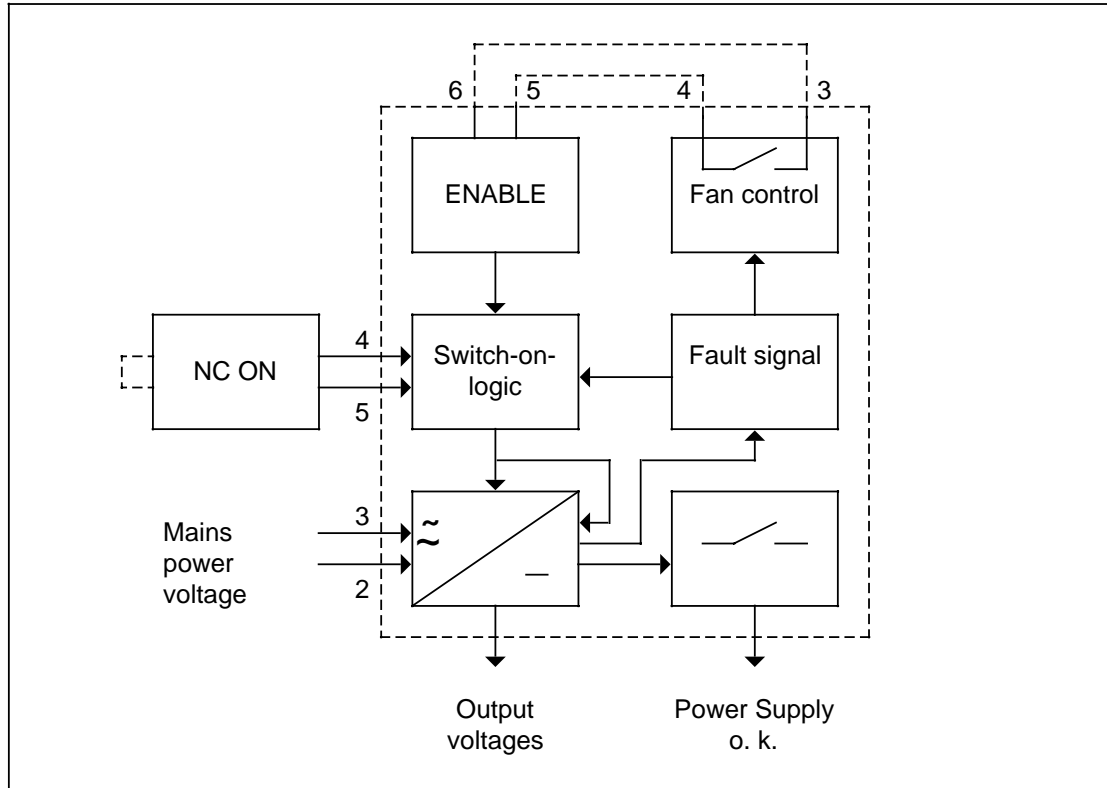 6 5 4 3
ENABLE
Fan control
NC ON
4
5
Switch-on-
logic
Fault signal
Mains
power
voltage
3
2
≈
—
Output
voltages
Power Supply
o. k.